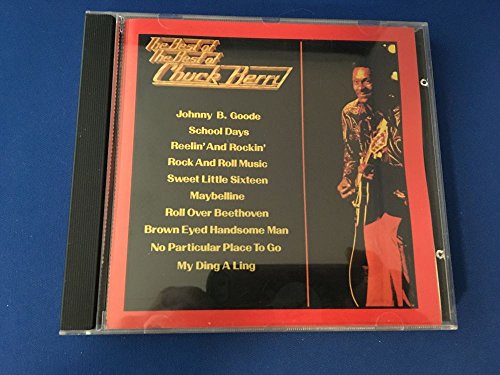 The Best of
The Best of
Chuck Berry
Johnny B. Goode
School Days
Reelin' And Rockin'
Rock And Roll Music
Sweet Little Sixteen
Maybelline
Roll Over Beethoven
Brown Eyed Handsome Man
No Particular Place To Go
My Ding A Ling